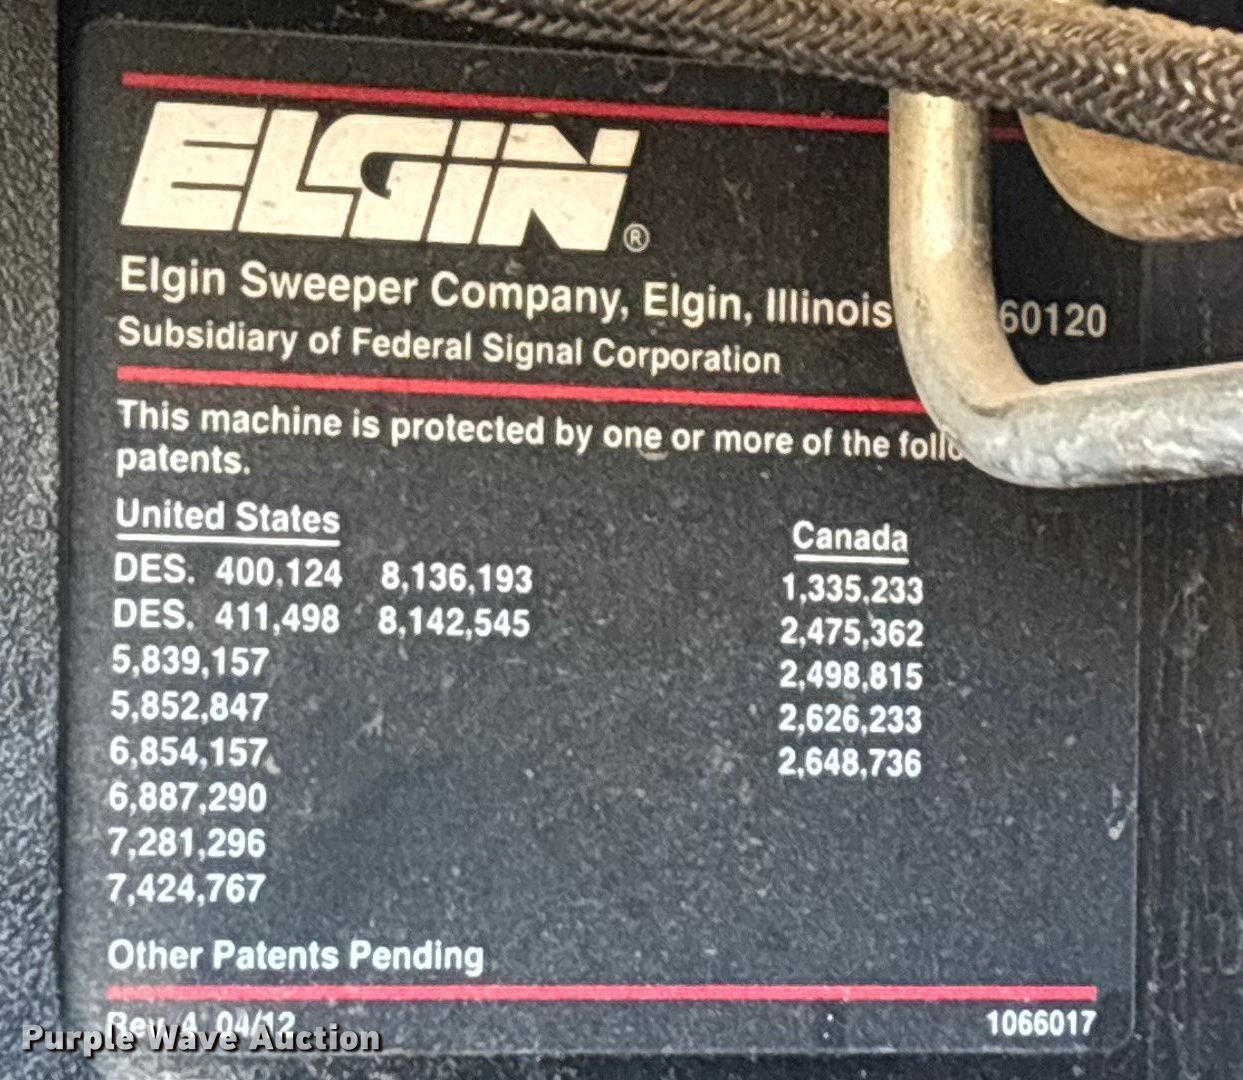 ELGIN®
Elgin Sweeper Company, Elgin, Illinois 60120
Subsidiary of Federal Signal Corporation
This machine is protected by one or more of the
patents.
United States Canada
DES. 400,124 8,136,193 1,335,233
DES. 411,498 8,142,545 2,475,362
5,839,157 2,498,815
5,852,847 2,626,233
6,854,157 2,648,736
6,887,290
7,281,296
7,424,767
Other Patents Pending
Rev. 4 04/12 1066017
Purple Wave Auction